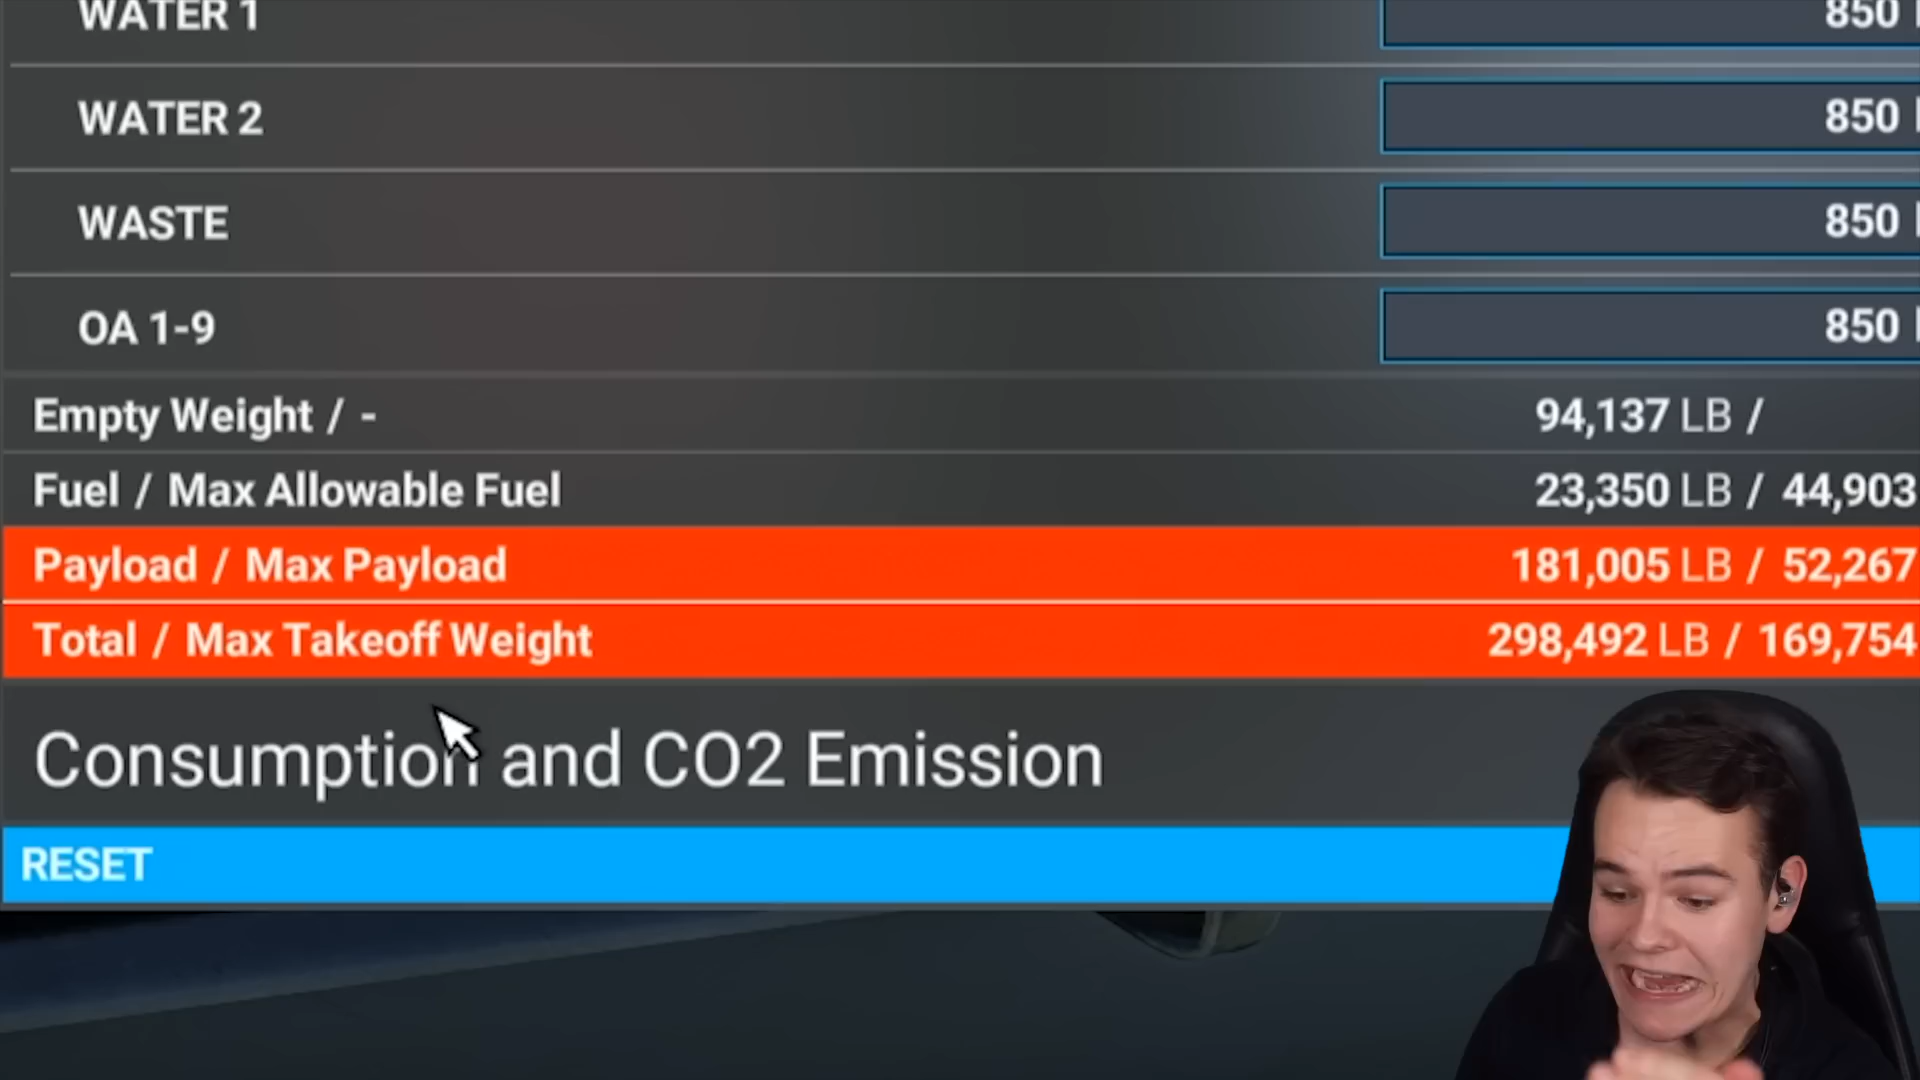 WATER 1 850
WATER 2 850
WASTE 850
OA 1-9 850
Empty Weight / - 94,137 LB /
Fuel / Max Allowable Fuel 23,350 LB / 44,903
Payload / Max Payload 181,005 LB / 52,267
Total / Max Takeoff Weight 298,492 LB / 169,754
Consumption and CO2 Emission
RESET